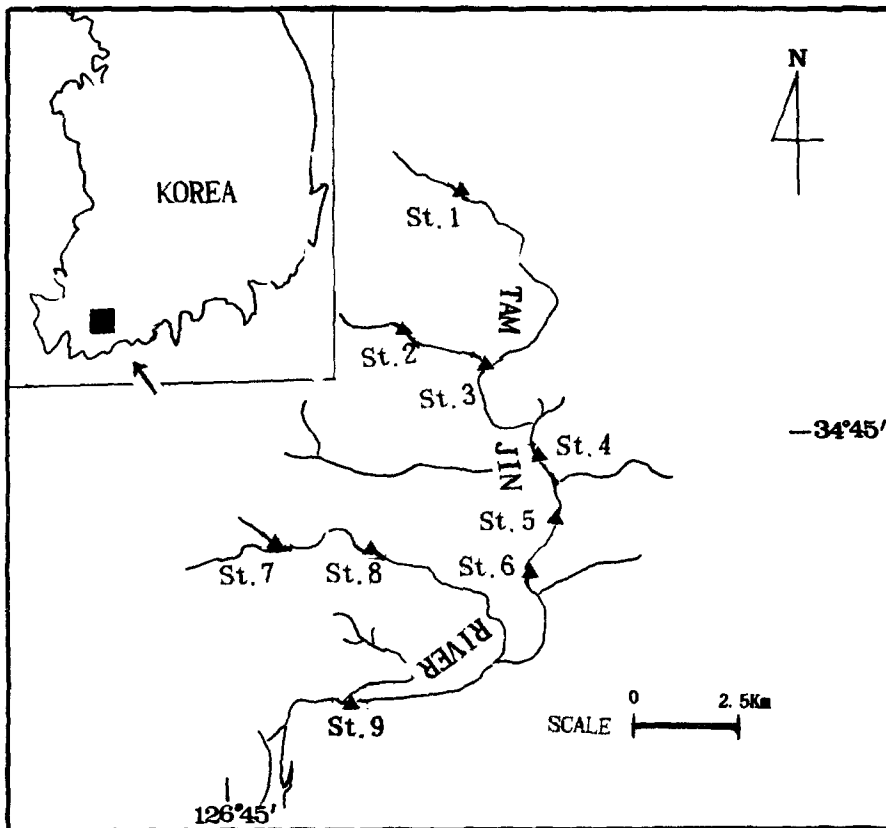 KOREA
N
St.1
TAM
St.2
St.3
34°45'
JIN
St.4
St.5
St.6
St.7
St.8
RIVER
St.9
0 2.5Km
SCALE
126°45'